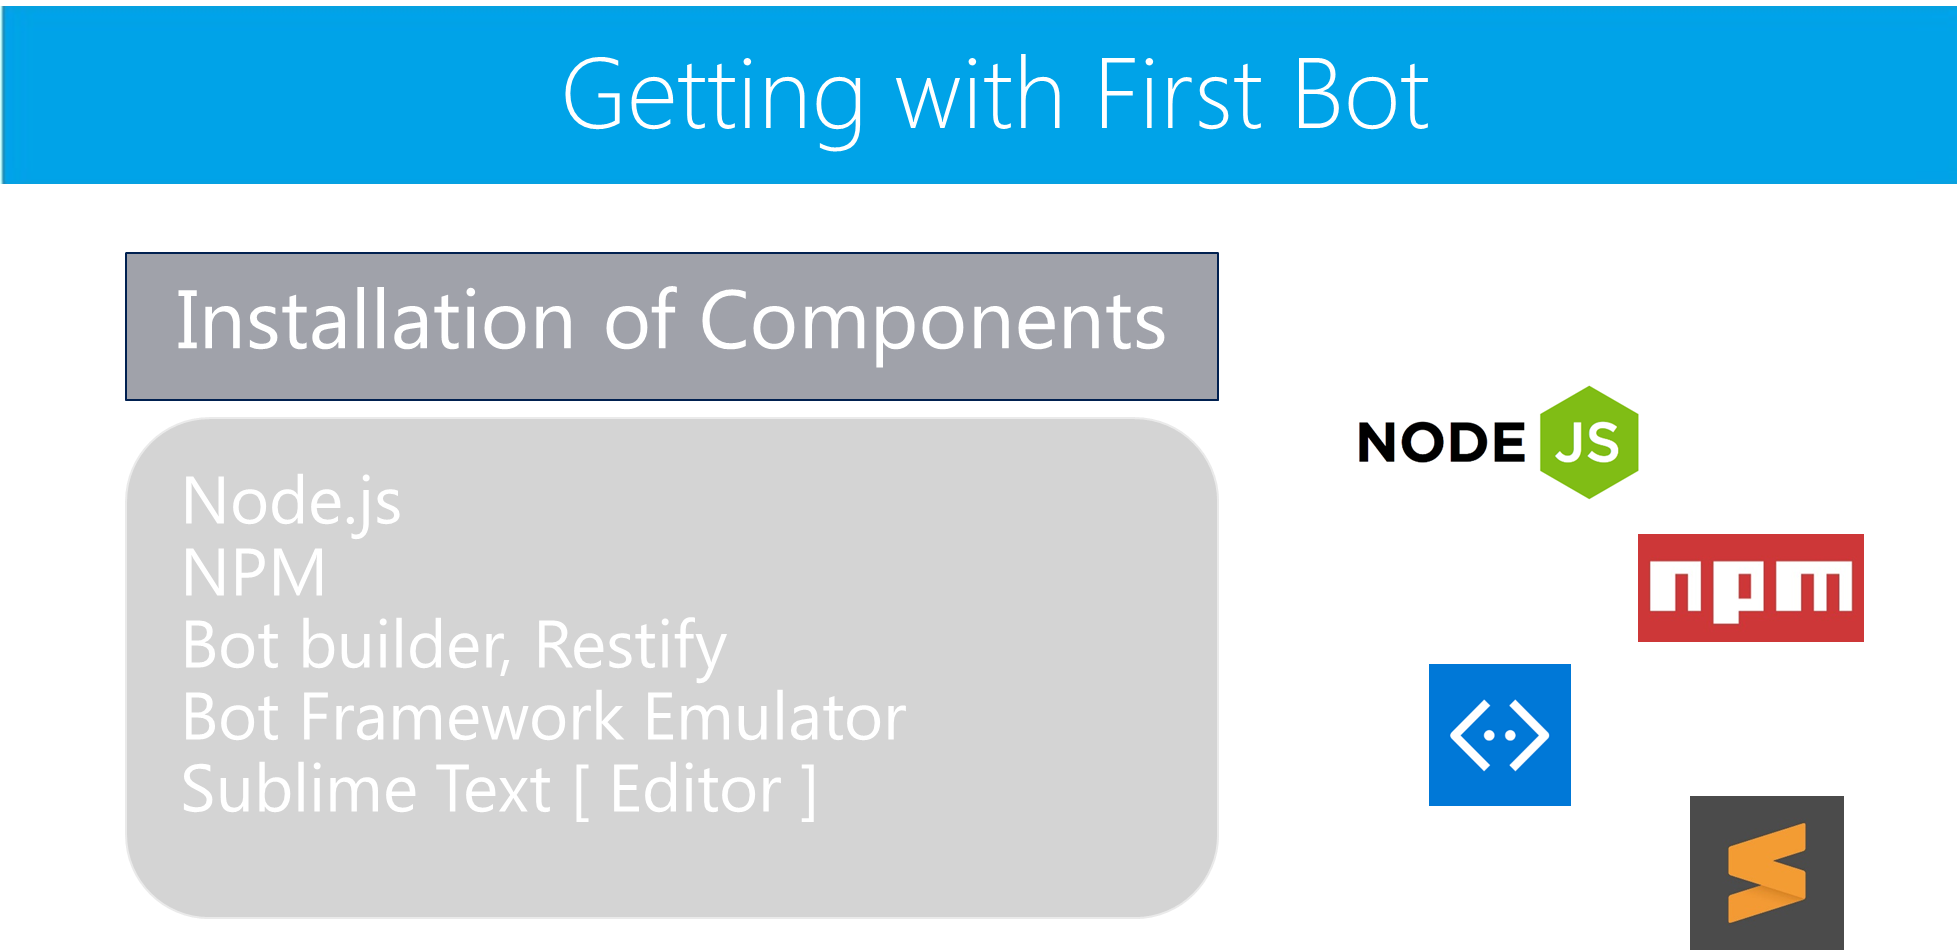 Getting with First Bot
Installation of Components
Node.js
NPM
Bot builder, Restify
Bot Framework Emulator
Sublime Text [ Editor ]
NODE JS
npm